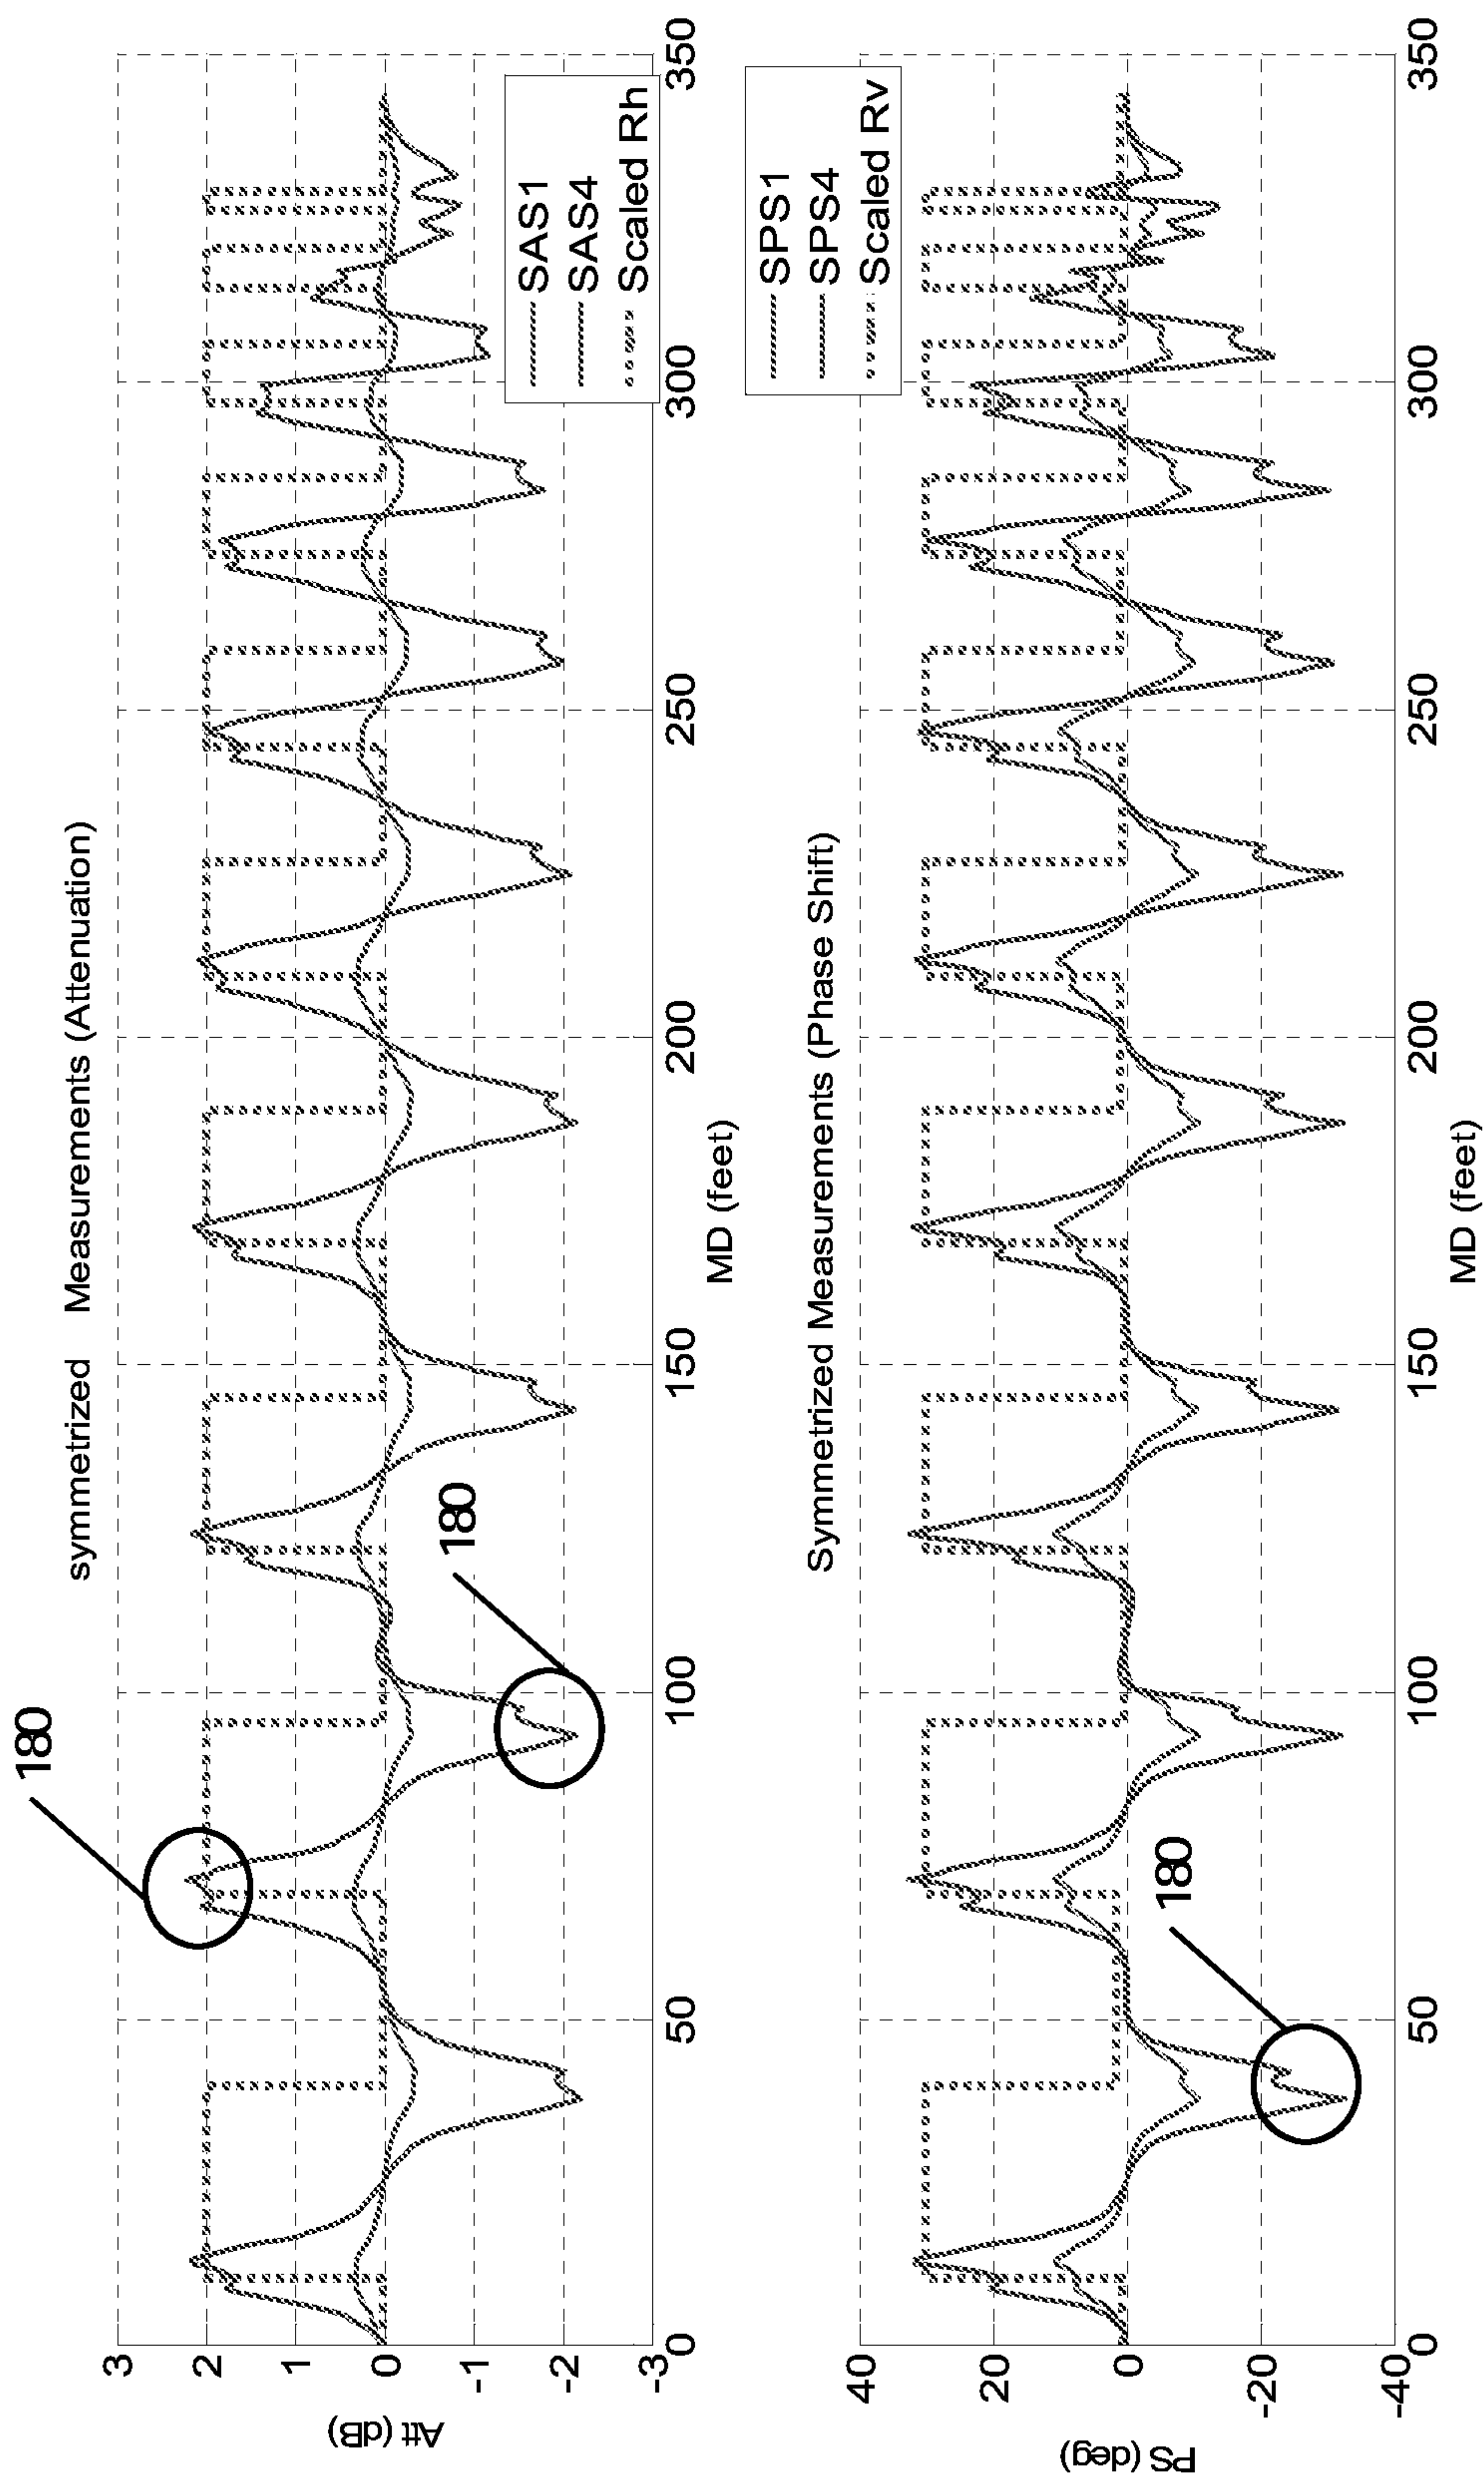 symmetrized Measurements (Attenuation)
180
180
Att (dB)
3
2
1
0
-1
-2
-3
SAS1
SAS4
Scaled Rh
0
50
100
150
200
250
300
350
MD (feet)
Symmetrized Measurements (Phase Shift)
180
PS (deg)
40
20
0
-20
-40
SPS1
SPS4
Scaled Rv
0
50
100
150
200
250
300
350
MD (feet)